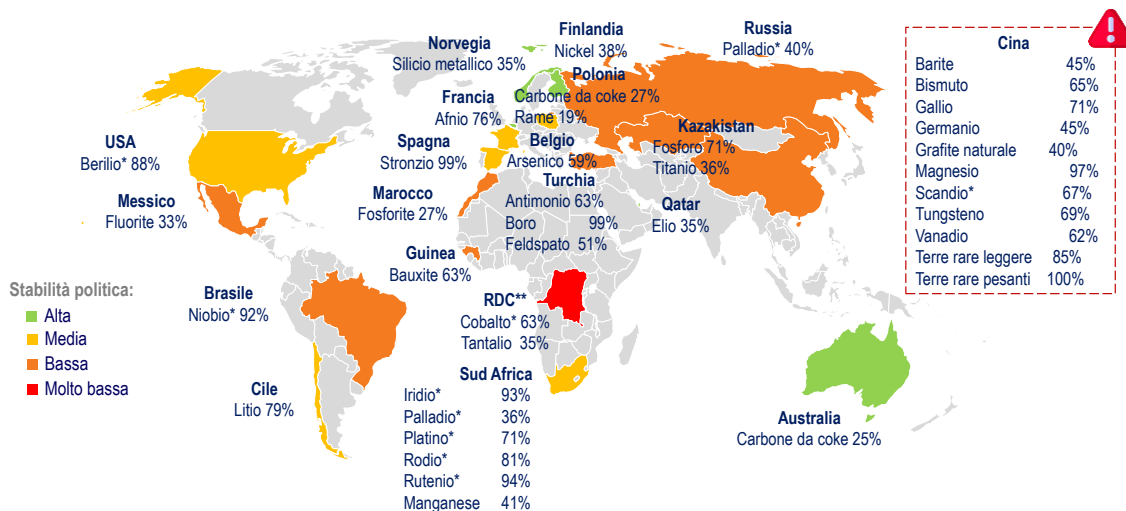 Norvegia
Silicio metallico 35%
Finlandia
Nickel 38%
Russia
Palladio* 40%
Polonia
Carbone da coke 27%
Rame 19%
Francia
Afnio 76%
USA
Berilio* 88%
Spagna
Stronzio 99%
Belgio
Arsenico 59%
Kazakistan
Fosforo 71%
Titanio 36%
Messico
Fluorite 33%
Marocco
Fosforite 27%
Turchia
Antimonio 63%
Boro 99%
Feldspato 51%
Qatar
Elio 35%
Guinea
Bauxite 63%
Brasile
Niobio* 92%
RDC**
Cobalto* 63%
Tantalio 35%
Cile
Litio 79%
Sud Africa
Iridio* 93%
Palladio* 36%
Platino* 71%
Rodio* 81%
Rutenio* 94%
Manganese 41%
Australia
Carbone da coke 25%
Cina
Barite 45%
Bismuto 65%
Gallio 71%
Germanio 45%
Grafite naturale 40%
Magnesio 97%
Scandio* 67%
Tungsteno 69%
Vanadio 62%
Terre rare leggere 85%
Terre rare pesanti 100%
!
Stabilità politica:
Alta
Media
Bassa
Molto bassa